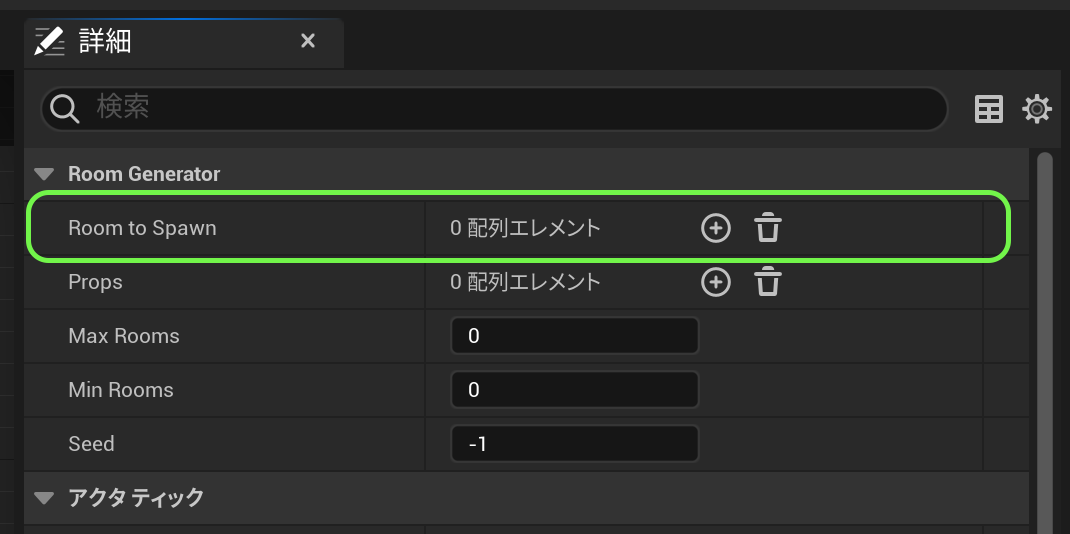 詳細
検索
Room Generator
Room to Spawn 0 配列エレメント
Props 0 配列エレメント
Max Rooms 0
Min Rooms 0
Seed -1
アクタ ティック